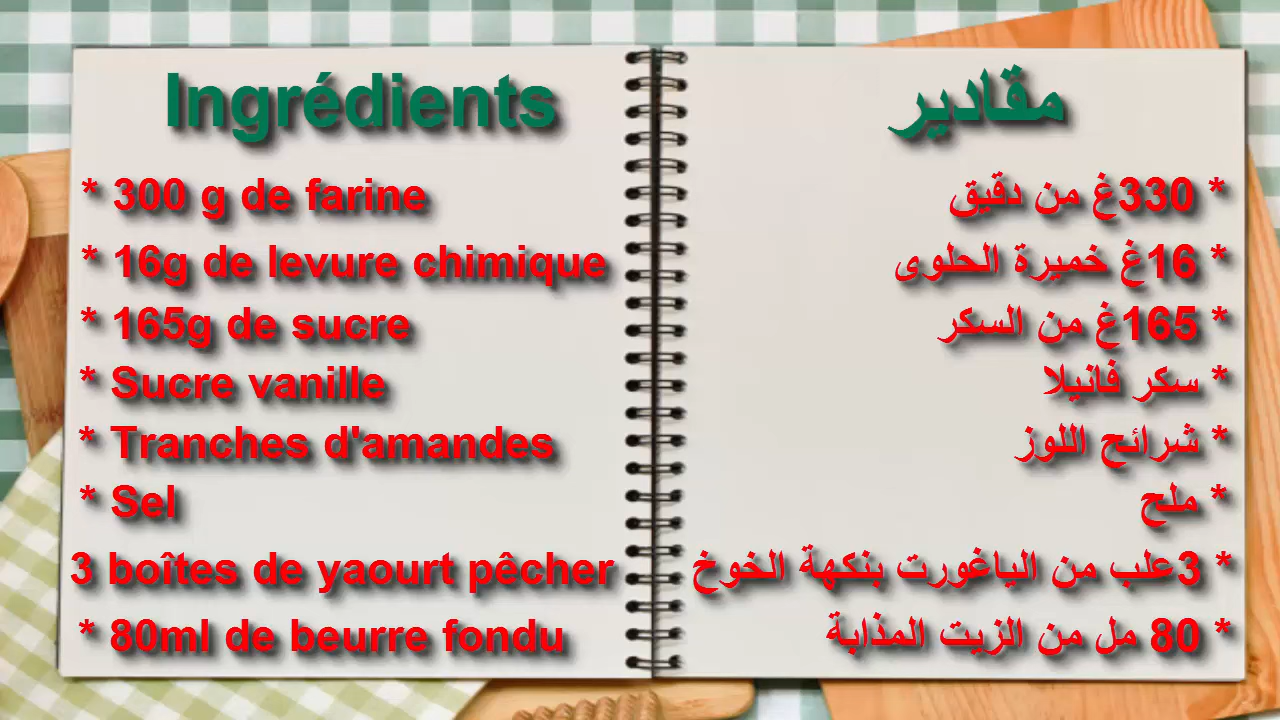 Ingrédients
* 300 g de farine
* 16g de levure chimique
* 165g de sucre
* Sucre vanille
* Tranches d'amandes
* Sel
3 boîtes de yaourt pêcher
* 80ml de beurre fondu
مقادير
* 330غ من دقيق
* 16غ خميرة الحلوى
* 165غ من السكر
* سكر فانيلا
* شرائح اللوز
* ملح
* 3علب من الياغورت بنكهة الخوخ
* 80 مل من الزيت المذابة